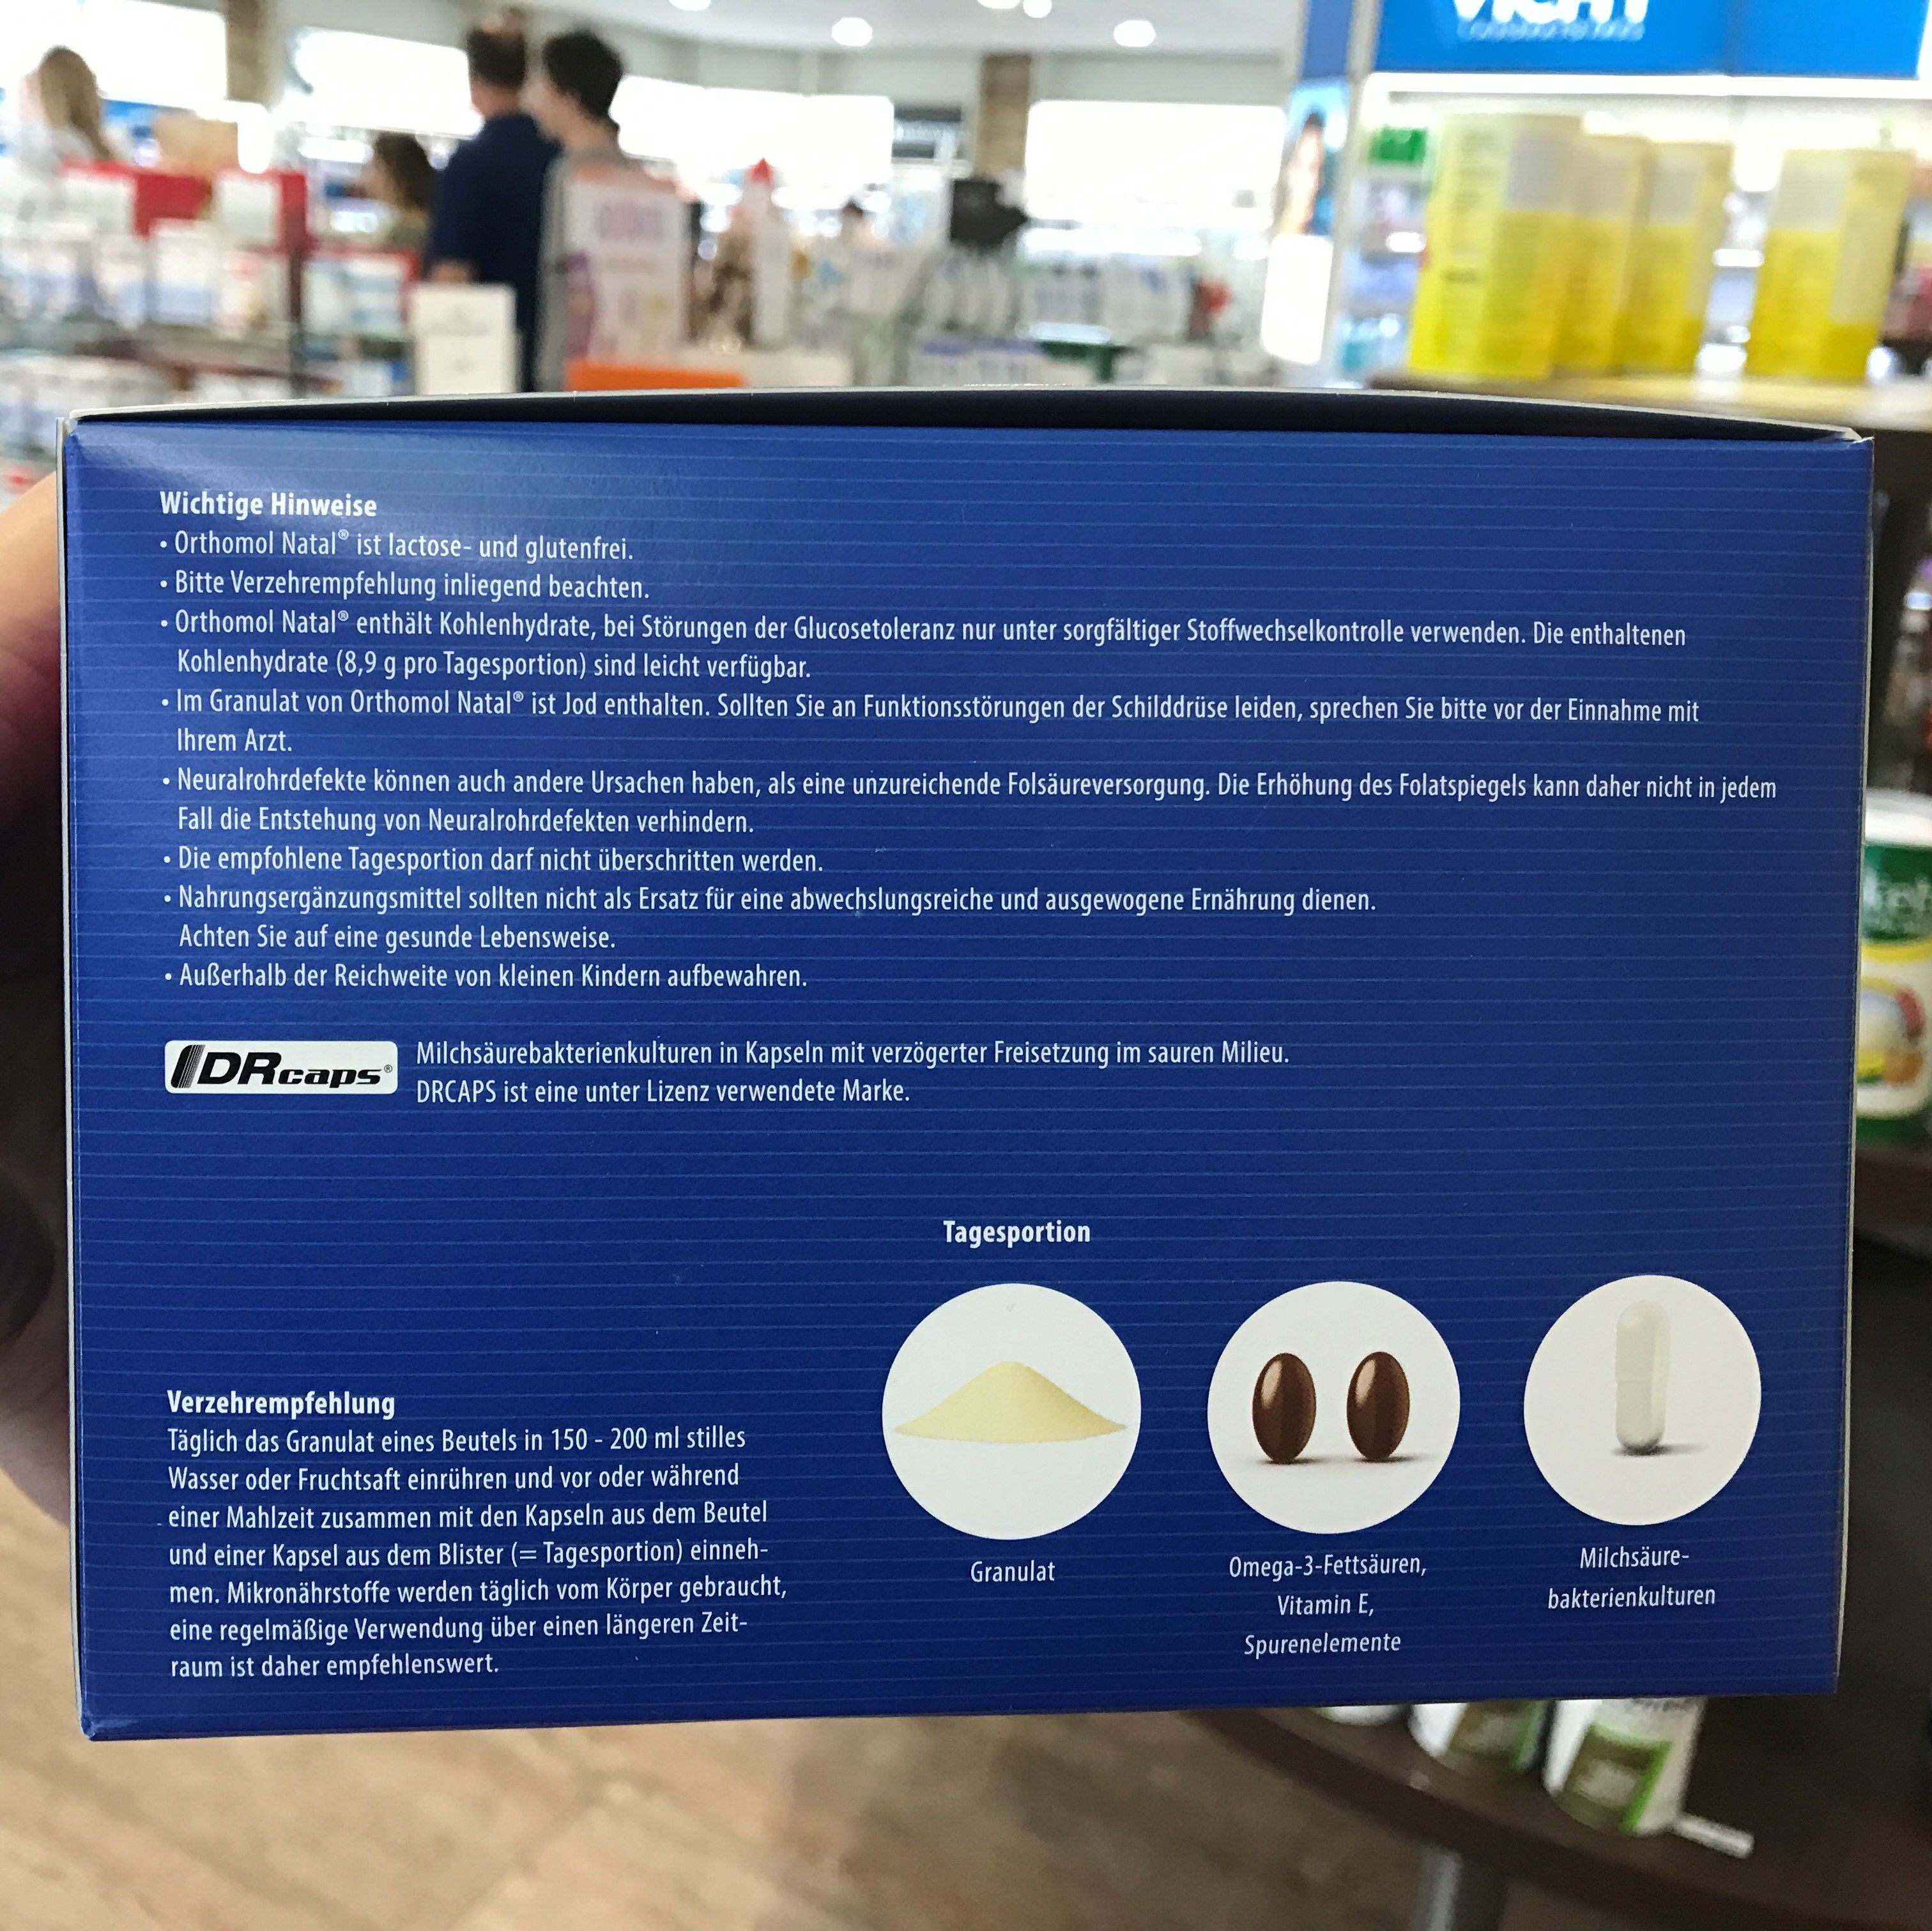 VICHY
Wichtige Hinweise
• Orthomol Natal® ist lactose- und glutenfrei.
• Bitte Verzehrempfehlung inliegend beachten.
• Orthomol Natal® enthält Kohlenhydrate, bei Störungen der Glucosetoleranz nur unter sorgfältiger Stoffwechselkontrolle verwenden. Die enthaltenen
Kohlenhydrate (8,9 g pro Tagesportion) sind leicht verfügbar.
• Im Granulat von Orthomol Natal® ist Jod enthalten. Sollten Sie an Funktionsstörungen der Schilddrüse leiden, sprechen Sie bitte vor der Einnahme mit
Ihrem Arzt.
• Neuralrohrdefekte können auch andere Ursachen haben, als eine unzureichende Folsäureversorgung. Die Erhöhung des Folatspiegels kann daher nicht in jedem
Fall die Entstehung von Neuralrohrdefekten verhindern.
• Die empfohlene Tagesportion darf nicht überschritten werden.
• Nahrungsergänzungsmittel sollten nicht als Ersatz für eine abwechslungsreiche und ausgewogene Ernährung dienen.
Achten Sie auf eine gesunde Lebensweise.
• Außerhalb der Reichweite von kleinen Kindern aufbewahren.
DRcaps®
Milchsäurebakterienkulturen in Kapseln mit verzögerter Freisetzung im sauren Milieu.
DRCAPS ist eine unter Lizenz verwendete Marke.
Verzehrempfehlung
Täglich das Granulat eines Beutels in 150 - 200 ml stilles
Wasser oder Fruchtsaft einrühren und vor oder während
einer Mahlzeit zusammen mit den Kapseln aus dem Beutel
und einer Kapsel aus dem Blister (= Tagesportion) einneh-
men. Mikronährstoffe werden täglich vom Körper gebraucht,
eine regelmäßige Verwendung über einen längeren Zeit-
raum ist daher empfehlenswert.
Tagesportion
Granulat
Omega-3-Fettsäuren,
Vitamin E,
Spurenelemente
Milchsäure-
bakterienkulturen